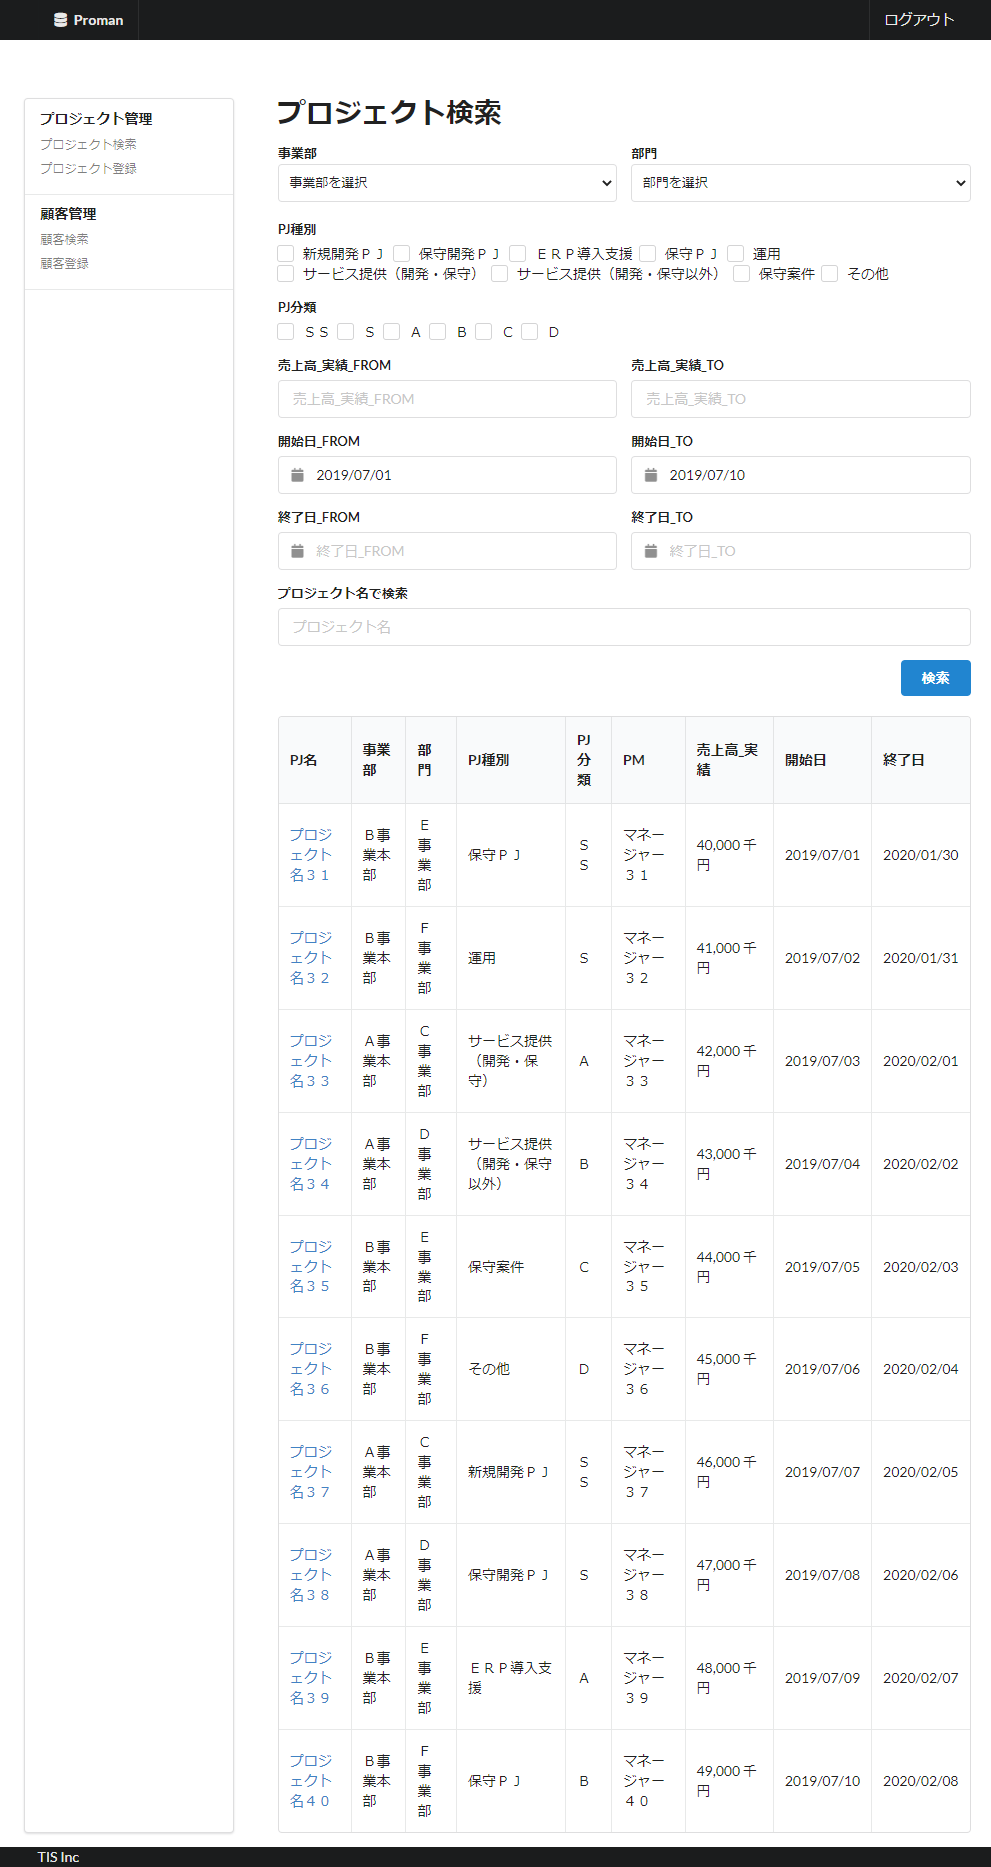 Proman
ログアウト
プロジェクト管理
プロジェクト検索
プロジェクト登録
顧客管理
顧客検索
顧客登録
プロジェクト検索
事業部 部門
事業部を選択 部門を選択
PJ種別
新規開発ＰＪ 保守開発ＰＪ ＥＲＰ導入支援 保守ＰＪ 運用
サービス提供（開発・保守） サービス提供（開発・保守以外） 保守案件 その他
PJ分類
ＳＳ Ｓ Ａ Ｂ Ｃ Ｄ
売上高_実績_FROM 売上高_実績_TO
売上高_実績_FROM 売上高_実績_TO
開始日_FROM 開始日_TO
2019/07/01 2019/07/10
終了日_FROM 終了日_TO
終了日_FROM 終了日_TO
プロジェクト名で検索
プロジェクト名
検索
PJ名 事業部 部門 PJ種別 PJ分類 PM 売上高_実績 開始日 終了日
プロジェクト名３１ Ｂ事業本部 Ｅ事業部 保守ＰＪ ＳＳ マネージャー３１ 40,000 千円 2019/07/01 2020/01/30
プロジェクト名３２ Ｂ事業本部 Ｆ事業部 運用 Ｓ マネージャー３２ 41,000 千円 2019/07/02 2020/01/31
プロジェクト名３３ Ａ事業本部 Ｃ事業部 サービス提供（開発・保守） Ａ マネージャー３３ 42,000 千円 2019/07/03 2020/02/01
プロジェクト名３４ Ａ事業本部 Ｄ事業部 サービス提供（開発・保守以外） Ｂ マネージャー３４ 43,000 千円 2019/07/04 2020/02/02
プロジェクト名３５ Ｂ事業本部 Ｅ事業部 保守案件 Ｃ マネージャー３５ 44,000 千円 2019/07/05 2020/02/03
プロジェクト名３６ Ｂ事業本部 Ｆ事業部 その他 Ｄ マネージャー３６ 45,000 千円 2019/07/06 2020/02/04
プロジェクト名３７ Ａ事業本部 Ｃ事業部 新規開発ＰＪ ＳＳ マネージャー３７ 46,000 千円 2019/07/07 2020/02/05
プロジェクト名３８ Ａ事業本部 Ｄ事業部 保守開発ＰＪ Ｓ マネージャー３８ 47,000 千円 2019/07/08 2020/02/06
プロジェクト名３９ Ｂ事業本部 Ｅ事業部 ＥＲＰ導入支援 Ａ マネージャー３９ 48,000 千円 2019/07/09 2020/02/07
プロジェクト名４０ Ｂ事業本部 Ｆ事業部 保守ＰＪ Ｂ マネージャー４０ 49,000 千円 2019/07/10 2020/02/08
TIS Inc